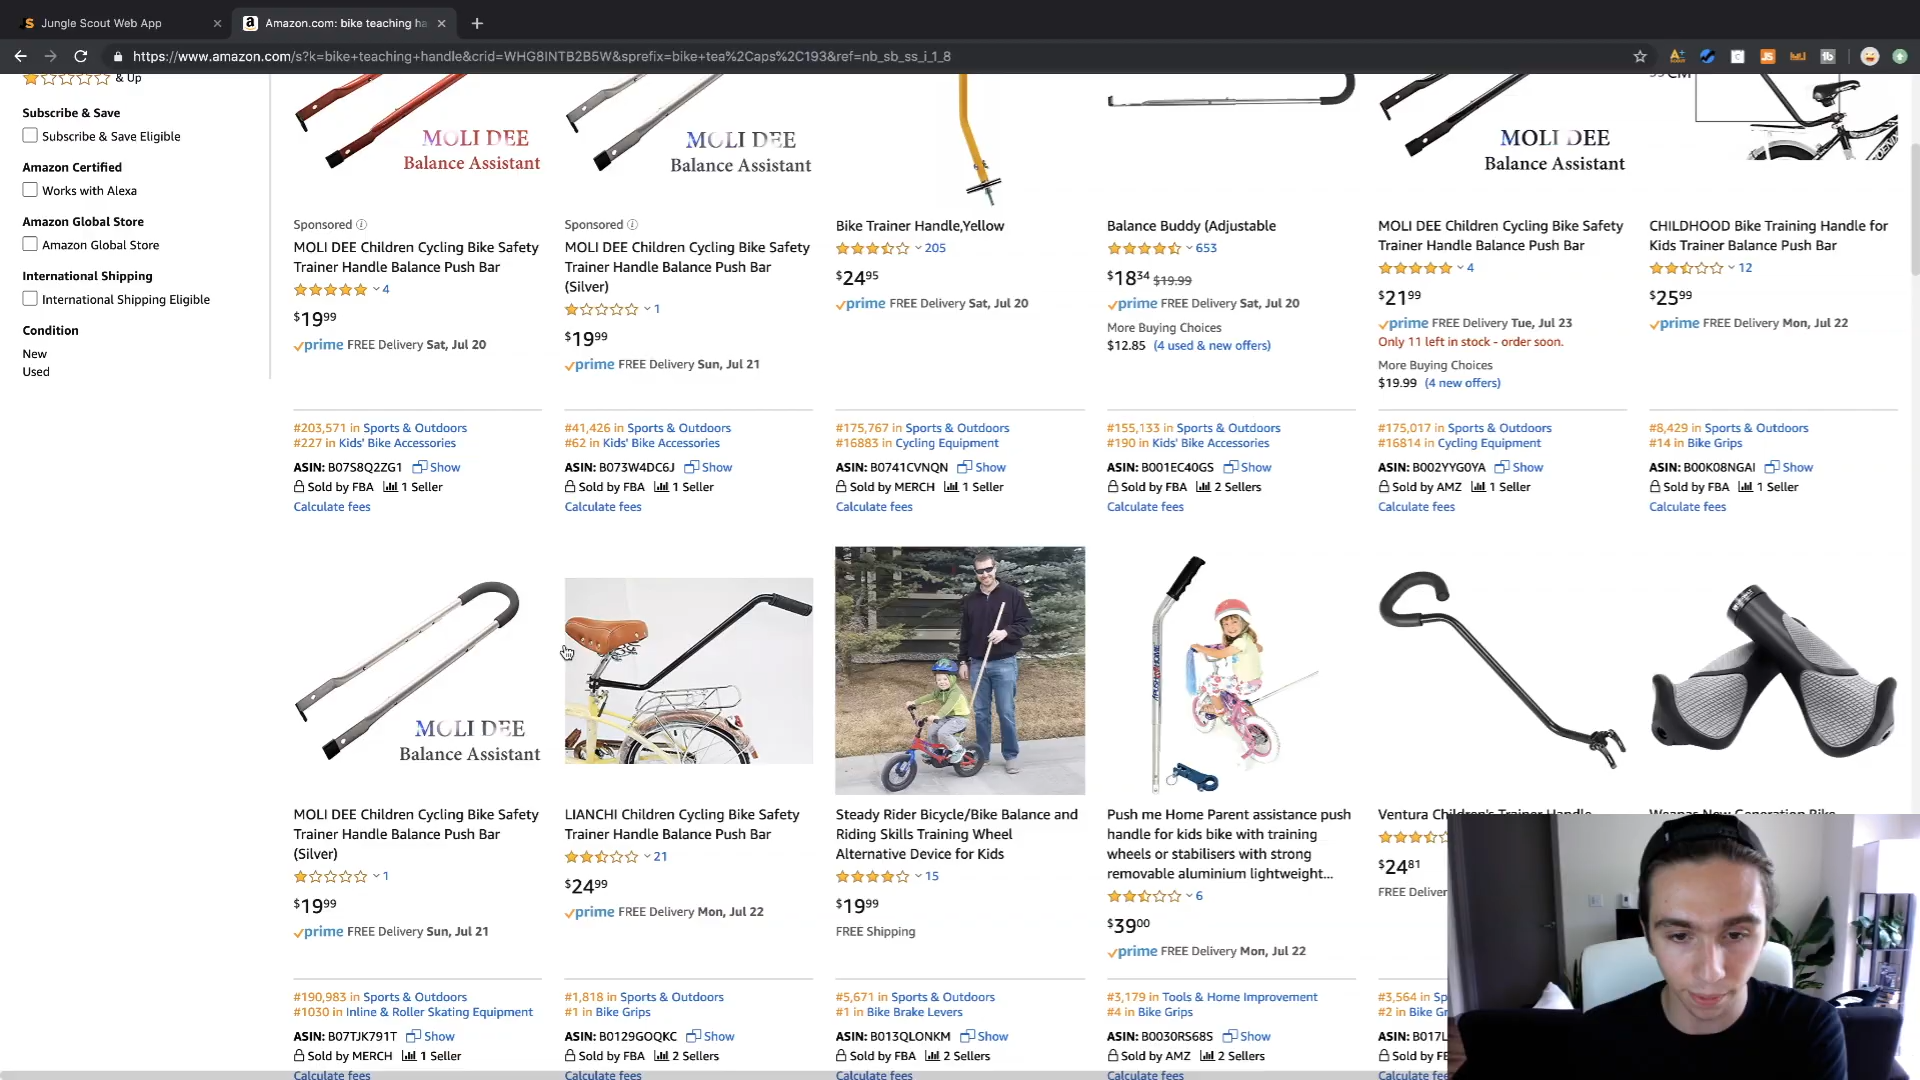 Jungle Scout Web App
Amazon.com: bike teaching ha
https://www.amazon.com/s?k=bike+teaching+handle&crid=WHG8INTB2B5W&sprefix=bike+tea%2Caps%2C193&ref=nb_sb_ss_i_1_8
& Up
Subscribe & Save
Subscribe & Save Eligible
Amazon Certified
Works with Alexa
Amazon Global Store
Amazon Global Store
International Shipping
International Shipping Eligible
Condition
New
Used
MOLI DEE
Balance Assistant
Sponsored
MOLI DEE Children Cycling Bike Safety
Trainer Handle Balance Push Bar
4
$19.99
prime FREE Delivery Sat, Jul 20
#203,571 in Sports & Outdoors
#227 in Kids' Bike Accessories
ASIN: B07S8Q2ZG1 Show
Sold by FBA 1 Seller
Calculate fees
MOLI DEE
Balance Assistant
Sponsored
MOLI DEE Children Cycling Bike Safety
Trainer Handle Balance Push Bar
(Silver)
1
$19.99
prime FREE Delivery Sun, Jul 21
#41,426 in Sports & Outdoors
#62 in Kids' Bike Accessories
ASIN: B073W4DC6J Show
Sold by FBA 1 Seller
Calculate fees
Bike Trainer Handle,Yellow
205
$24.95
prime FREE Delivery Sat, Jul 20
#175,767 in Sports & Outdoors
#16883 in Cycling Equipment
ASIN: B0741CVNQN Show
Sold by MERCH 1 Seller
Calculate fees
Balance Buddy (Adjustable
653
$18.34 $19.99
prime FREE Delivery Sat, Jul 20
More Buying Choices
$12.85 (4 used & new offers)
#155,133 in Sports & Outdoors
#190 in Kids' Bike Accessories
ASIN: B001EC40GS Show
Sold by FBA 2 Sellers
Calculate fees
MOLI DEE
Balance Assistant
MOLI DEE Children Cycling Bike Safety
Trainer Handle Balance Push Bar
4
$21.99
prime FREE Delivery Tue, Jul 23
Only 11 left in stock - order soon.
More Buying Choices
$19.99 (4 new offers)
#175,017 in Sports & Outdoors
#16814 in Cycling Equipment
ASIN: B002YYG0YA Show
Sold by AMZ 1 Seller
Calculate fees
CHILDHOOD Bike Training Handle for
Kids Trainer Balance Push Bar
12
$25.99
prime FREE Delivery Mon, Jul 22
#8,429 in Sports & Outdoors
#14 in Bike Grips
ASIN: B00K08NGAI Show
Sold by FBA 1 Seller
Calculate fees
MOLI DEE
Balance Assistant
MOLI DEE Children Cycling Bike Safety
Trainer Handle Balance Push Bar
(Silver)
1
$19.99
prime FREE Delivery Sun, Jul 21
#190,983 in Sports & Outdoors
#1030 in Inline & Roller Skating Equipment
ASIN: B07TJK791T Show
Sold by MERCH 1 Seller
Calculate fees
LIANCHI Children Cycling Bike Safety
Trainer Handle Balance Push Bar
21
$24.99
prime FREE Delivery Mon, Jul 22
#1,818 in Sports & Outdoors
#1 in Bike Grips
ASIN: B0129GOQKC Show
Sold by FBA 2 Sellers
Calculate fees
Steady Rider Bicycle/Bike Balance and
Riding Skills Training Wheel
Alternative Device for Kids
15
$19.99
FREE Shipping
#5,671 in Sports & Outdoors
#1 in Bike Brake Levers
ASIN: B013QLONKM Show
Sold by FBA 2 Sellers
Calculate fees
Push me Home Parent assistance push
handle for kids bike with training
wheels or stabilisers with strong
removable aluminium lightweight...
6
$39.00
prime FREE Delivery Mon, Jul 22
#3,179 in Tools & Home Improvement
#4 in Bike Grips
ASIN: B0030RS68S Show
Sold by AMZ 2 Sellers
Calculate fees
Ventura Children's Trainer Handle
$24.81
FREE Deliver
#3,564 in Sp
#2 in Bike Gr
ASIN: B017L
Sold by FE
Calculate fees